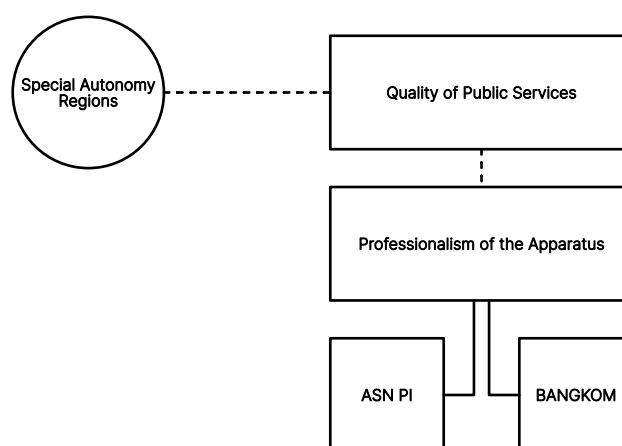 Special Autonomy
Regions
Quality of Public Services
Professionalism of the Apparatus
ASN PI
BANGKOM